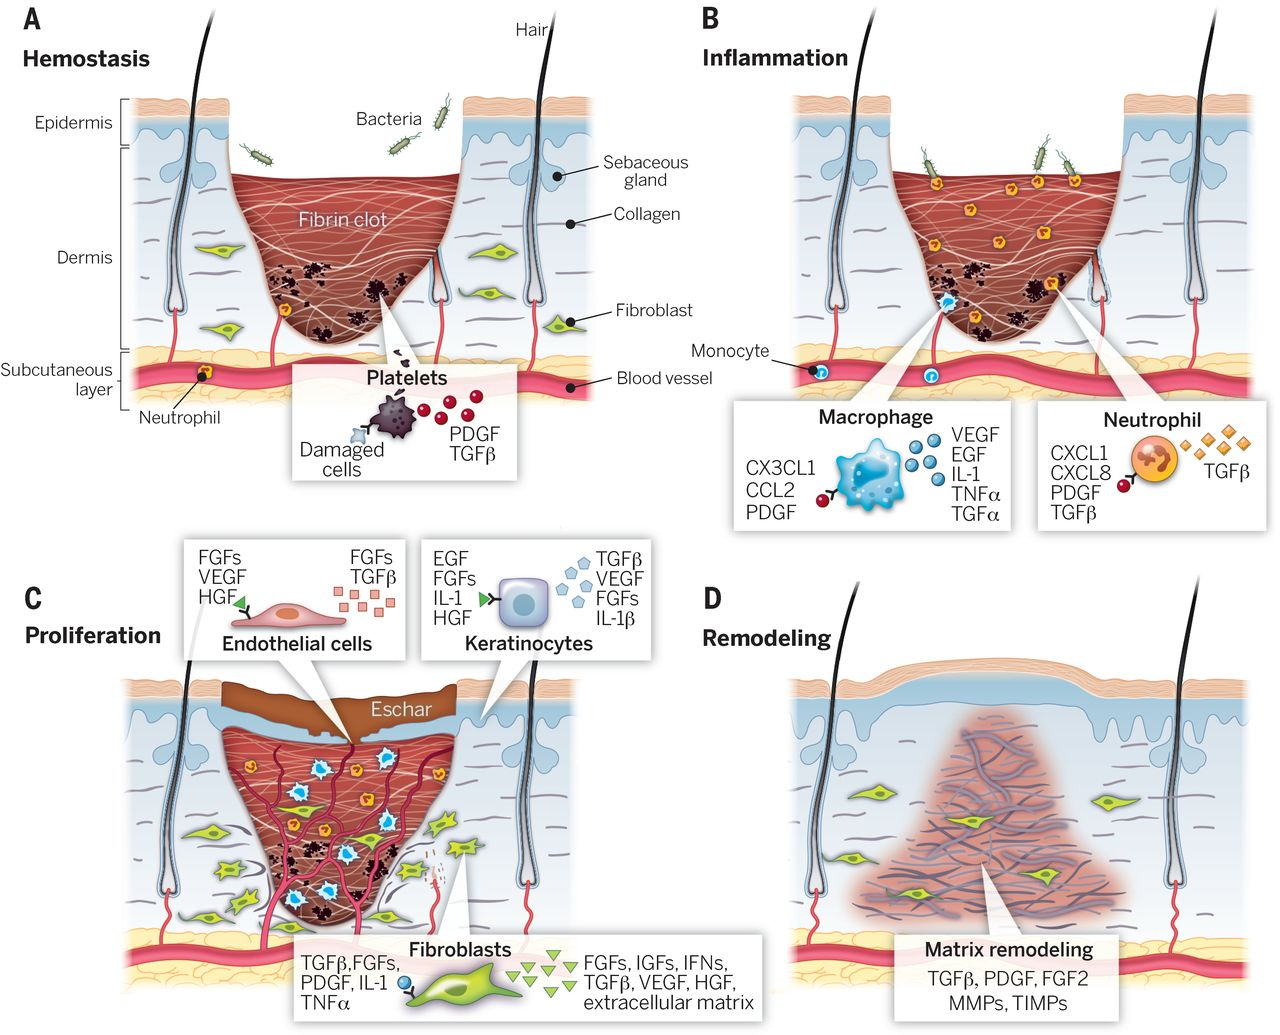 A
Hemostasis
Hair
Epidermis
Bacteria
Sebaceous
gland
Fibrin clot
Collagen
Dermis
Fibroblast
Subcutaneous
layer
Blood vessel
Neutrophil
Platelets
Damaged
cells
PDGF
TGFβ
B
Inflammation
Monocyte
Macrophage
CX3CL1
CCL2
PDGF
VEGF
EGF
IL-1
TNFα
TGFα
Neutrophil
CXCL1
CXCL8
PDGF
TGFβ
TGFβ
C
Proliferation
FGFs
VEGF
HGF
FGFs
TGFβ
Endothelial cells
EGF
FGFs
IL-1
HGF
TGFβ
VEGF
FGFs
IL-1β
Keratinocytes
Eschar
Fibroblasts
TGFβ,FGFs,
PDGF, IL-1
TNFα
FGFs, IGFs, IFNs,
TGFβ, VEGF, HGF,
extracellular matrix
D
Remodeling
Matrix remodeling
TGFβ, PDGF, FGF2
MMPs, TIMPs